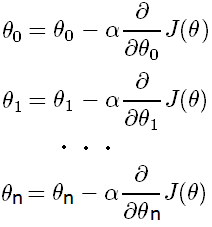 θ₀ = θ₀ − α ∂/∂θ₀ J(θ)
θ₁ = θ₁ − α ∂/∂θ₁ J(θ)
. . .
θn = θn − α ∂/∂θn J(θ)